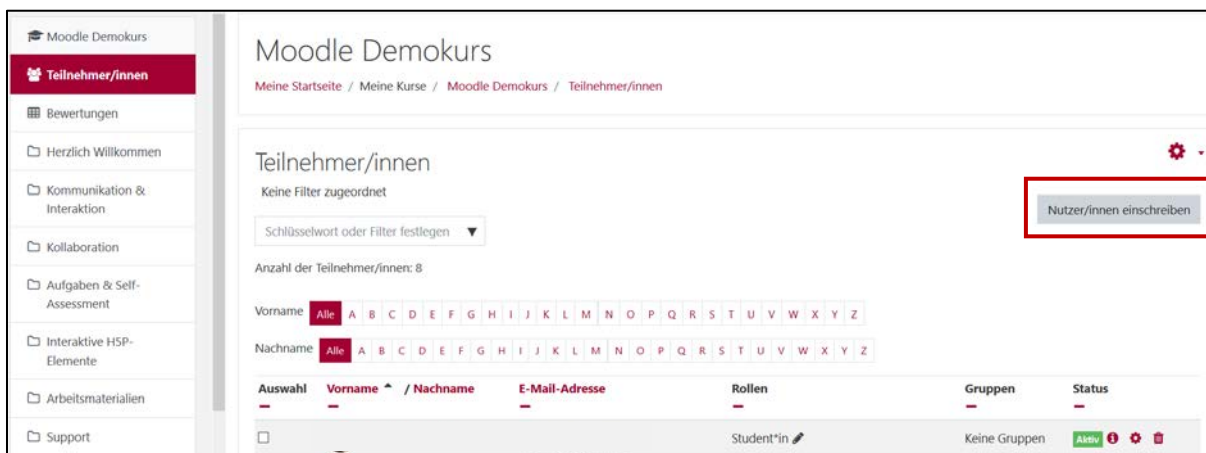 Moodle Demokurs
Teilnehmer/innen
Bewertungen
Herzlich Willkommen
Kommunikation &
Interaktion
Kollaboration
Aufgaben & Self-
Assessment
Interaktive H5P-
Elemente
Arbeitsmaterialien
Support
Moodle Demokurs
Meine Startseite / Meine Kurse / Moodle Demokurs / Teilnehmer/innen
Teilnehmer/innen
Keine Filter zugeordnet
Nutzer/innen einschreiben
Schlüsselwort oder Filter festlegen ▼
Anzahl der Teilnehmer/innen: 8
Vorname Alle A B C D E F G H I J K L M N O P Q R S T U V W X Y Z
Nachname Alle A B C D E F G H I J K L M N O P Q R S T U V W X Y Z
Auswahl Vorname / Nachname E-Mail-Adresse Rollen Gruppen Status
Student*in Keine Gruppen Aktiv